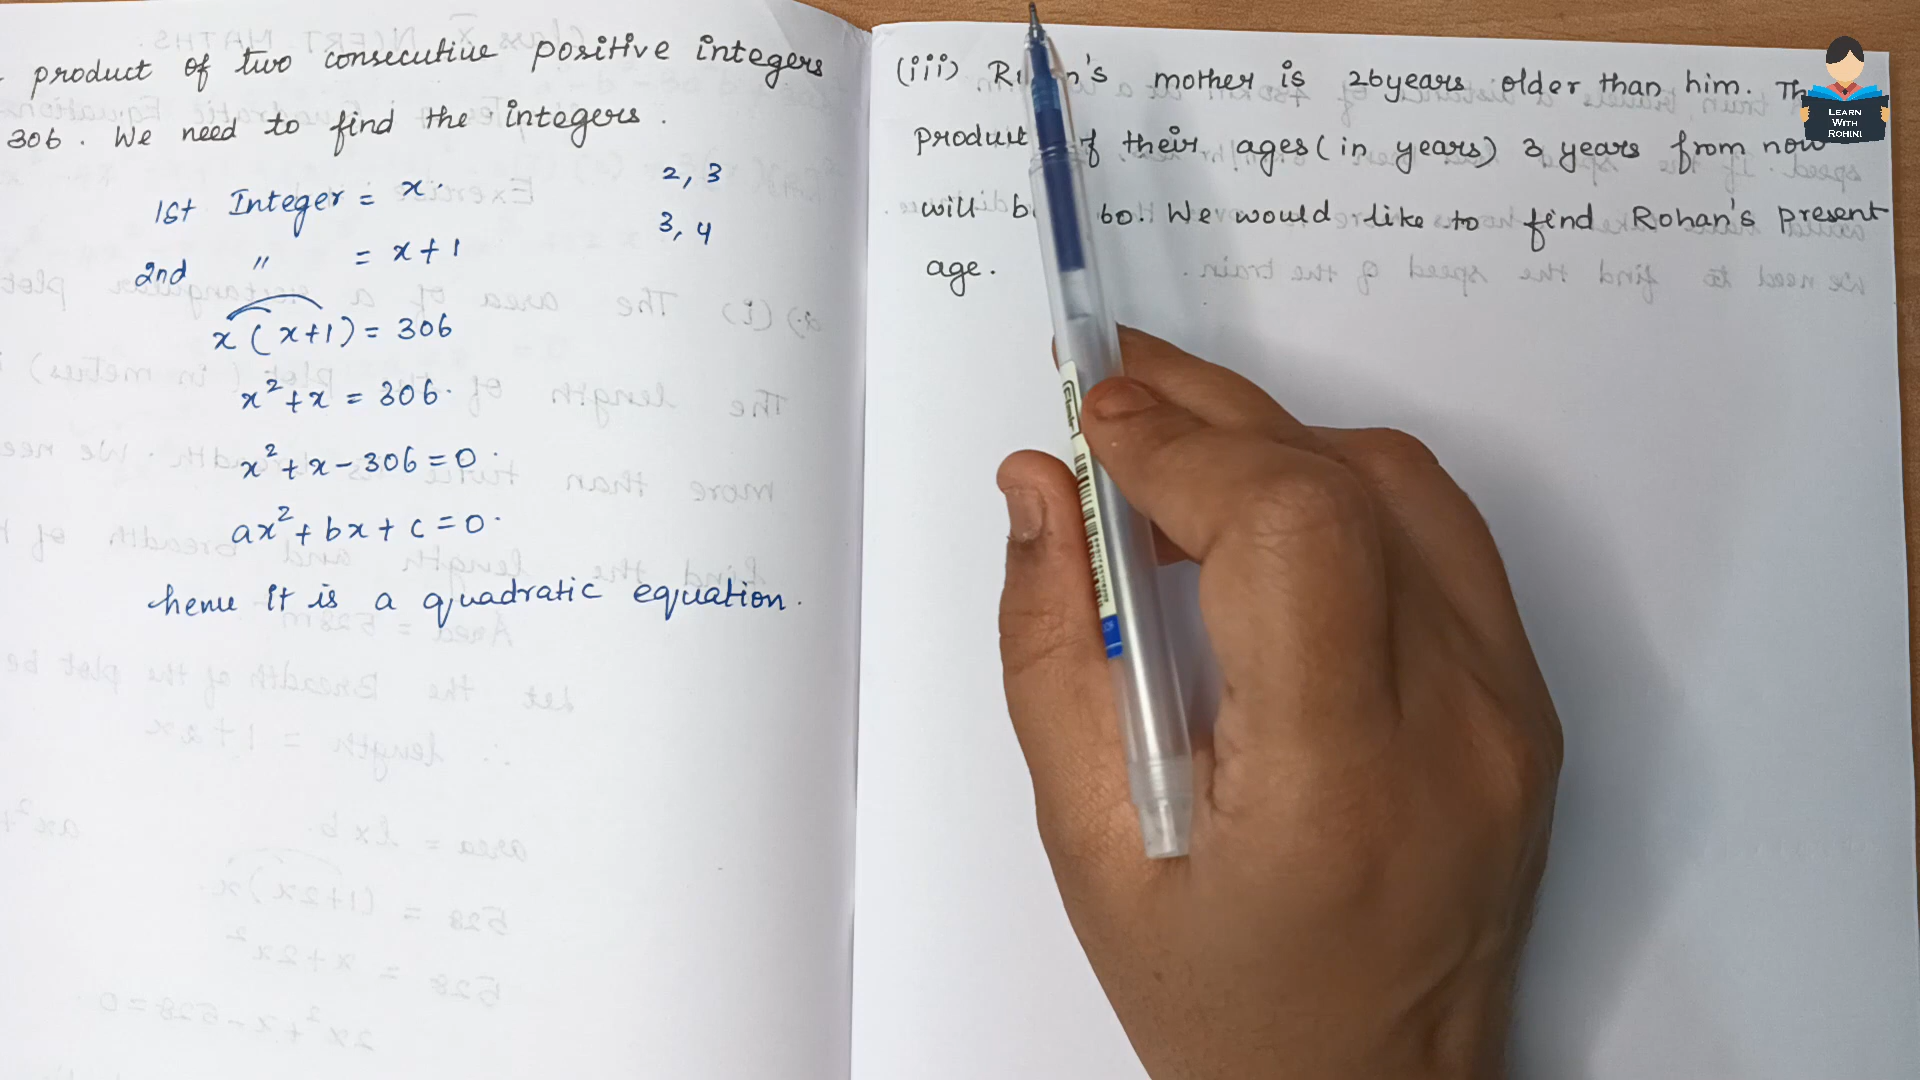 product of two consecutive positive integers
306. We need to find the integers.
1st Integer = x.
2, 3
3, 4
2nd " = x+1
x(x+1) = 306
x²+x = 306.
x²+x-306=0.
ax²+bx+c=0.
hence it is a quadratic equation.
(iii) mother is 26years older than him.
product their ages (in years) 3 years from now
will 60. We would like to find Rohan's present
age.
LEARN
WITH
ROHINI